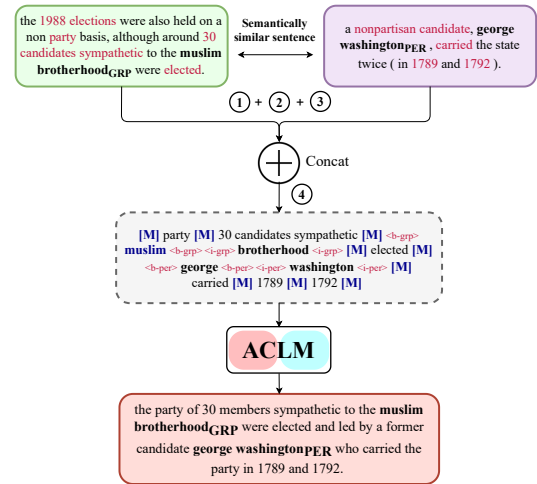 the 1988 elections were also held on a
non party basis, although around 30
candidates sympathetic to the muslim
brotherhoodGRP were elected.
Semantically
similar sentence
a nonpartisan candidate, george
washingtonPER , carried the state
twice ( in 1789 and 1792 ).
1 + 2 + 3
Concat
4
[M] party [M] 30 candidates sympathetic [M] <b-grp>
muslim <b-grp> <i-grp> brotherhood <i-grp> [M] elected [M]
<b-per> george <b-per> <i-per> washington <i-per> [M]
carried [M] 1789 [M] 1792 [M]
ACLM
the party of 30 members sympathetic to the muslim
brotherhoodGRP were elected and led by a former
candidate george washingtonPER who carried the
party in 1789 and 1792.